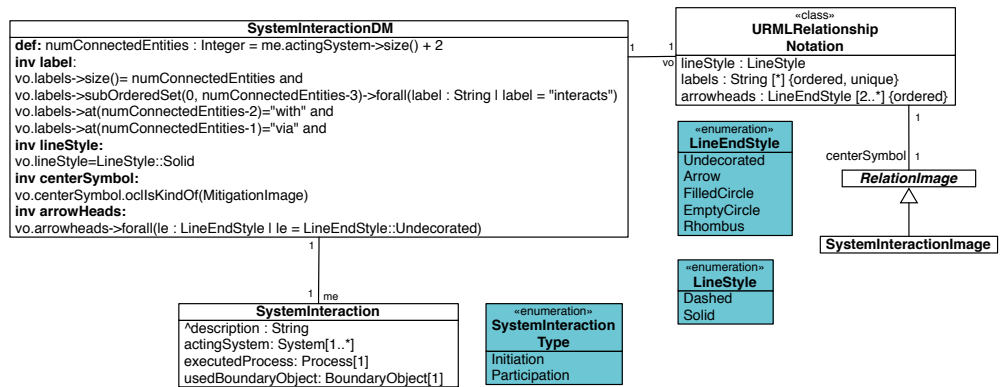 SystemInteractionDM
def: numConnectedEntities : Integer = me.actingSystem->size() + 2
inv label:
vo.labels->size()= numConnectedEntities and
vo.labels->subOrderedSet(0, numConnectedEntities-3)->forall(label : String | label = "interacts")
vo.labels->at(numConnectedEntities-2)="with" and
vo.labels->at(numConnectedEntities-1)="via" and
inv lineStyle:
vo.lineStyle=LineStyle::Solid
inv centerSymbol:
vo.centerSymbol.oclIsKindOf(MitigationImage)
inv arrowHeads:
vo.arrowheads->forall(le : LineEndStyle | le = LineEndStyle::Undecorated)
1
1
vo
«class»
URMLRelationship
Notation
lineStyle : LineStyle
labels : String [*] {ordered, unique}
arrowheads : LineEndStyle [2..*] {ordered}
1
centerSymbol
1
RelationImage
SystemInteractionImage
«enumeration»
LineEndStyle
Undecorated
Arrow
FilledCircle
EmptyCircle
Rhombus
«enumeration»
LineStyle
Dashed
Solid
1
1
me
SystemInteraction
^description : String
actingSystem: System[1..*]
executedProcess: Process[1]
usedBoundaryObject: BoundaryObject[1]
«enumeration»
SystemInteraction
Type
Initiation
Participation